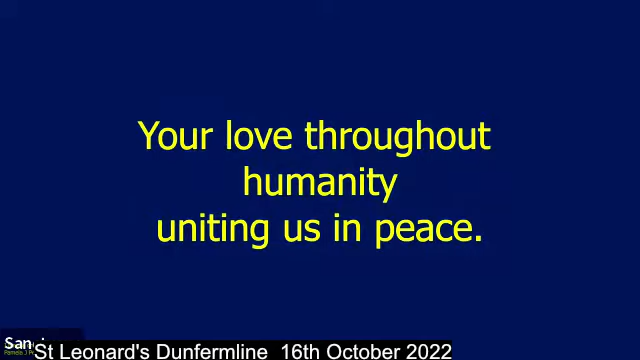 Your love throughout
humanity
uniting us in peace.
St Leonard's Dunfermline 16th October 2022